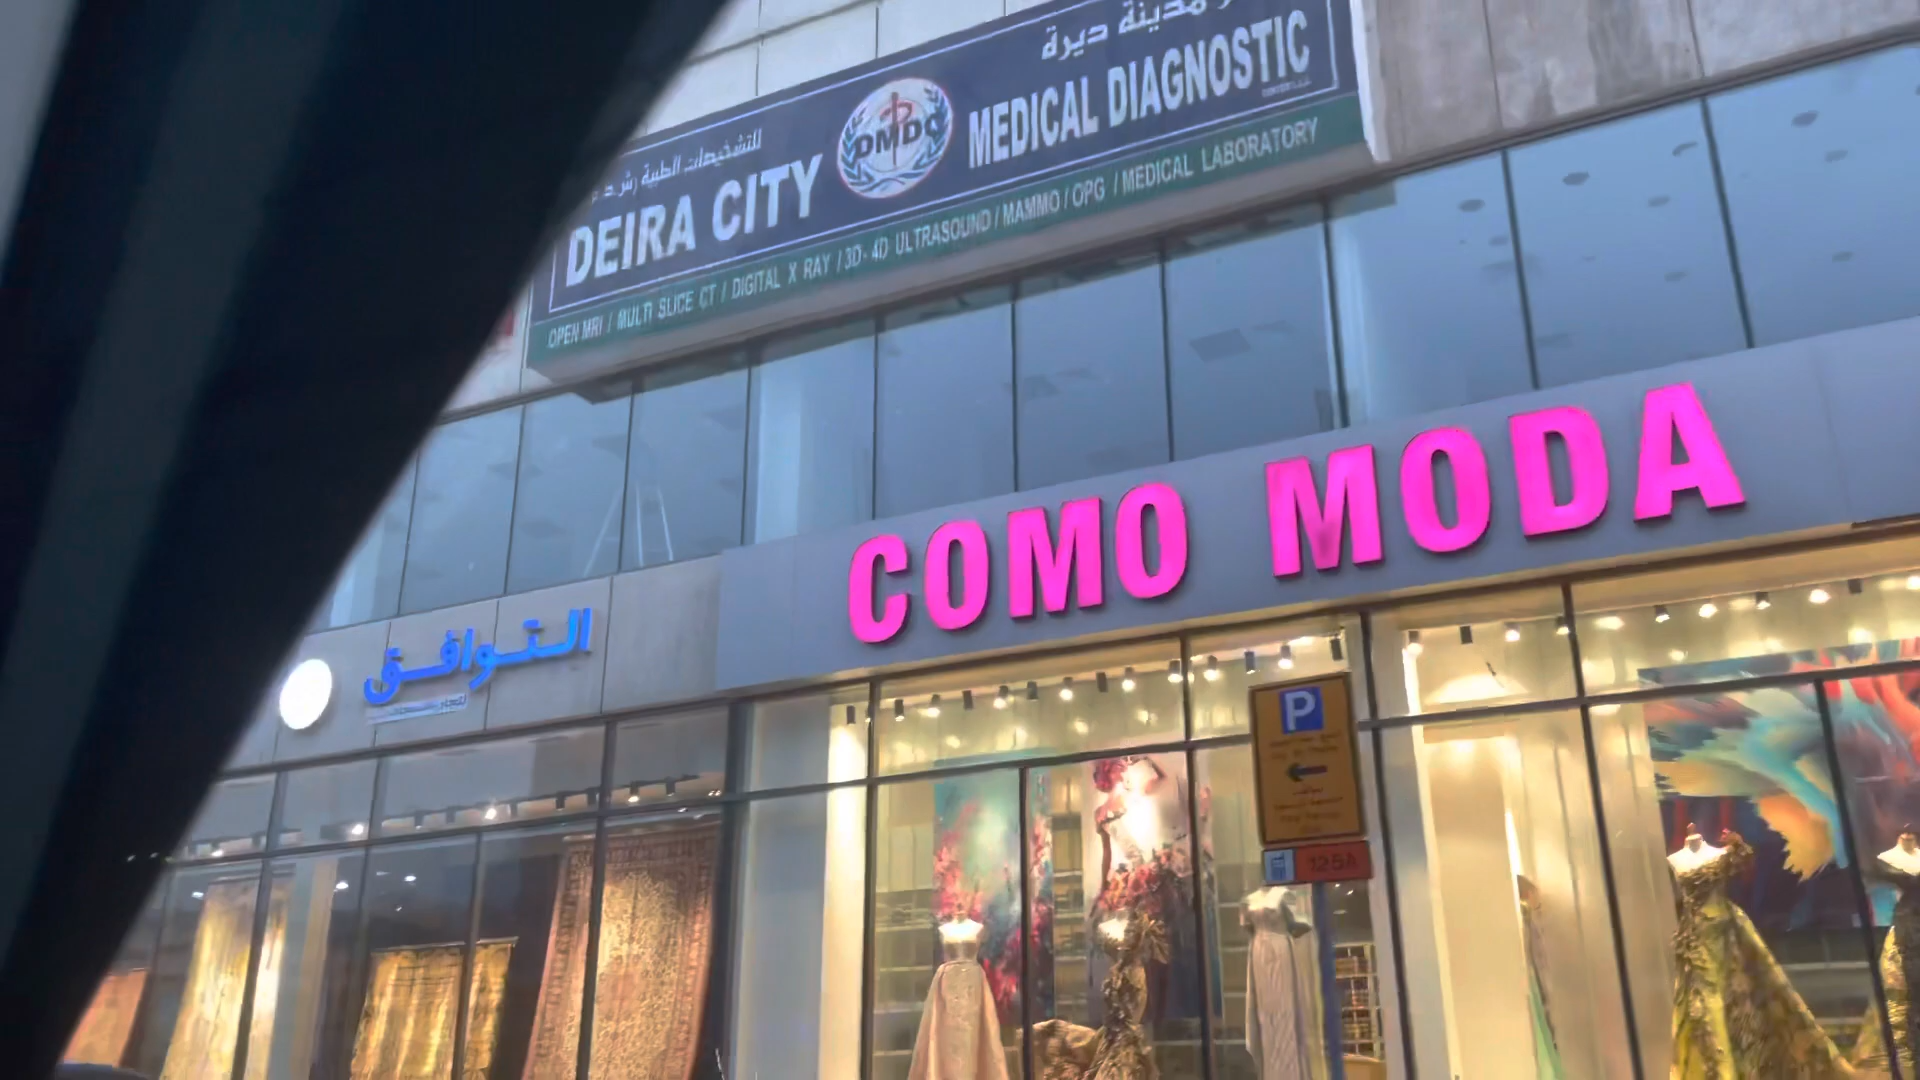 مدينة ديرة
للتشخيصات الطبية ش.ذ.م
DEIRA CITY DMDC MEDICAL DIAGNOSTIC
OPEN MRI / MULTI SLICE CT / DIGITAL X RAY / 3D- 4D ULTRASOUND / MAMMO / OPG / MEDICAL LABORATORY
COMO MODA
التوافق
P
125A